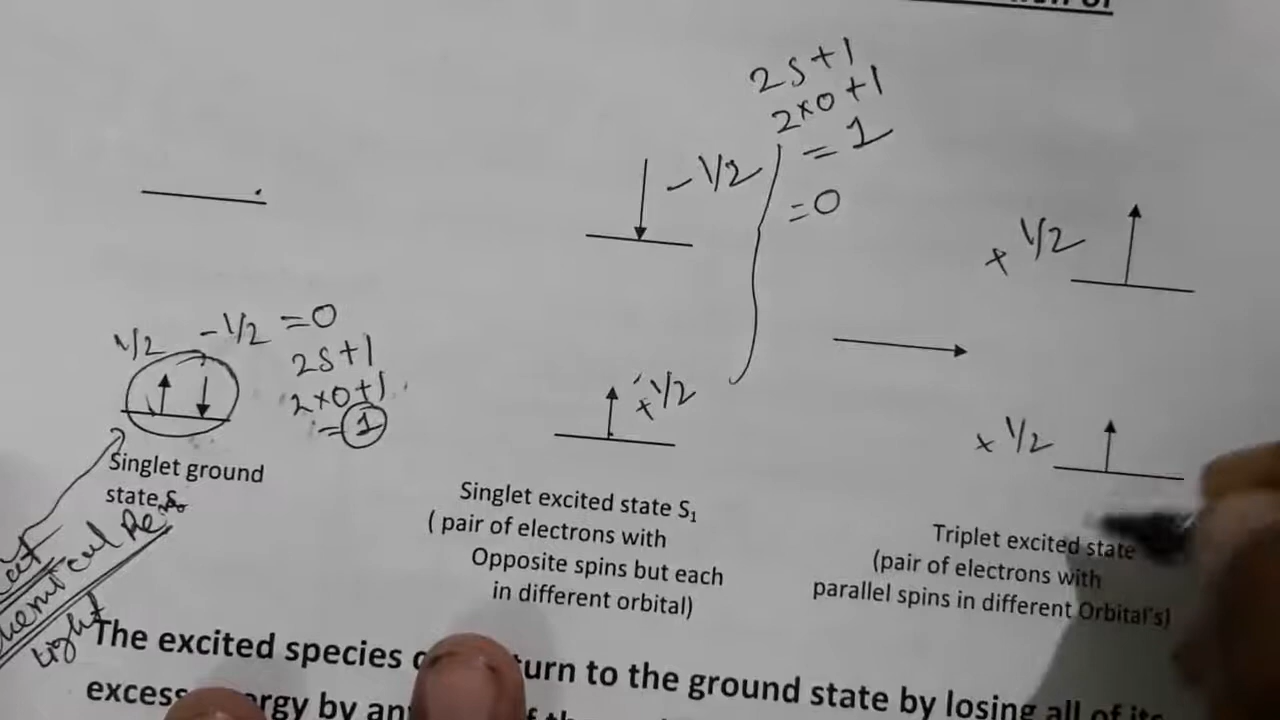 2s+1
2×0+1
= 1
=0
-1/2
+ 1/2
1/2 -1/2 =0
2s+1
2×0+1
=1
+1/2
+ 1/2
Singlet ground
state S₀
Singlet excited state S₁
( pair of electrons with
Opposite spins but each
in different orbital)
Triplet excited state
(pair of electrons with
parallel spins in different Orbital's)
light
The excited species turn to the ground state by losing all of its
excess by